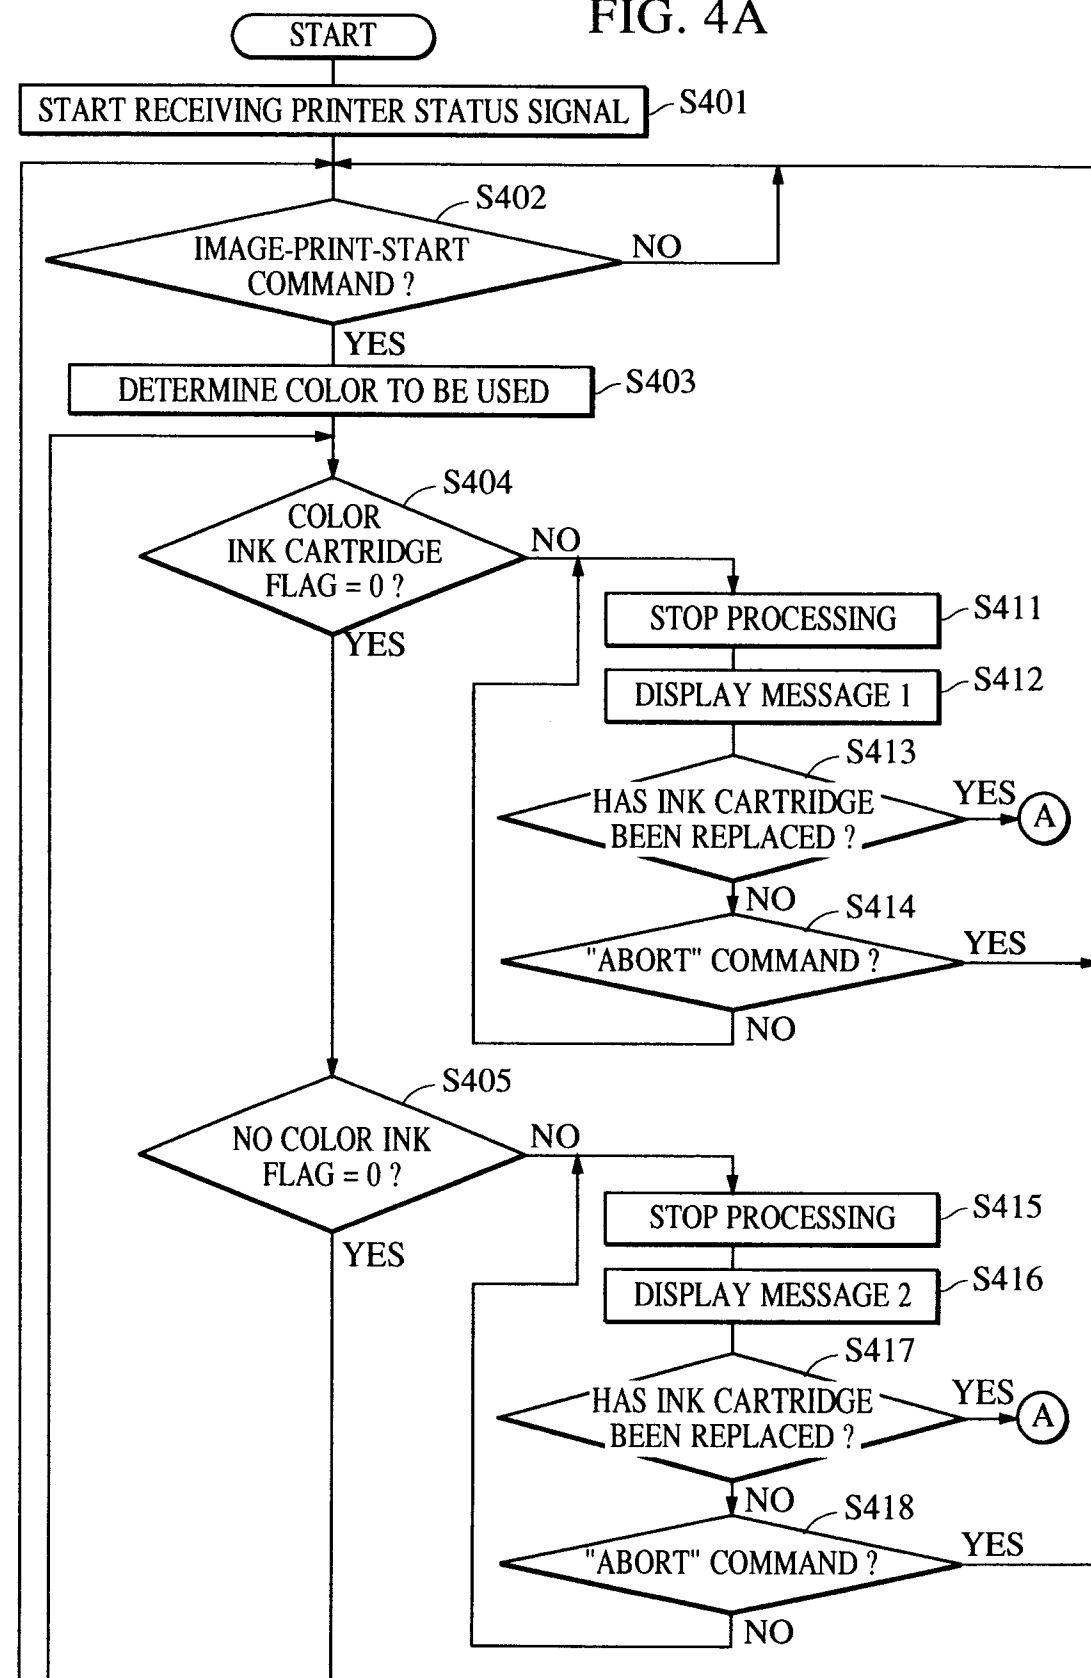 FIG. 4A
START
START RECEIVING PRINTER STATUS SIGNAL
S401
S402
IMAGE-PRINT-START
COMMAND ?
NO
YES
DETERMINE COLOR TO BE USED
S403
S404
COLOR
INK CARTRIDGE
FLAG = 0 ?
NO
YES
STOP PROCESSING
S411
DISPLAY MESSAGE 1
S412
S413
HAS INK CARTRIDGE
BEEN REPLACED ?
YES
A
NO
S414
"ABORT" COMMAND ?
YES
NO
S405
NO COLOR INK
FLAG = 0 ?
NO
YES
STOP PROCESSING
S415
DISPLAY MESSAGE 2
S416
S417
HAS INK CARTRIDGE
BEEN REPLACED ?
YES
A
NO
S418
"ABORT" COMMAND ?
YES
NO